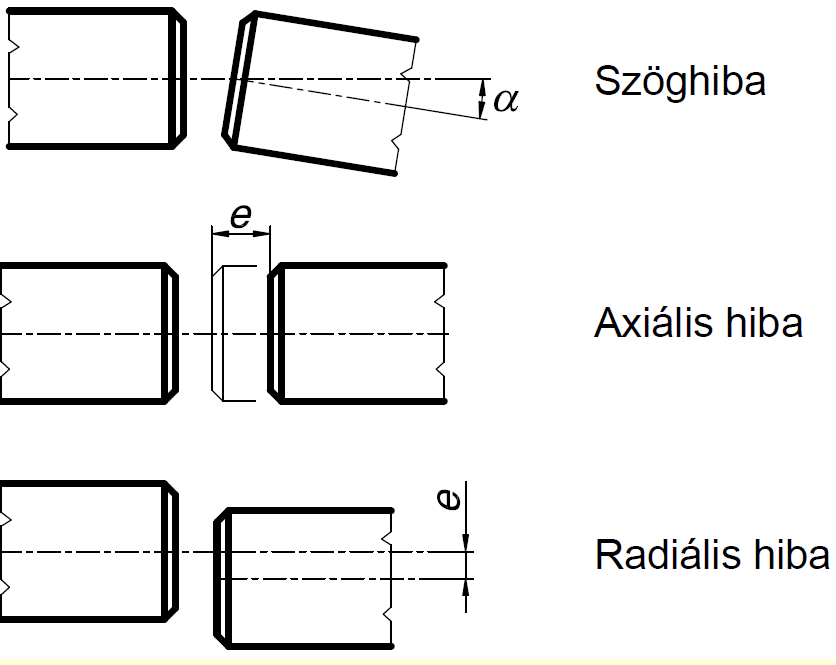 Szöghiba
α
e
Axiális hiba
e
Radiális hiba